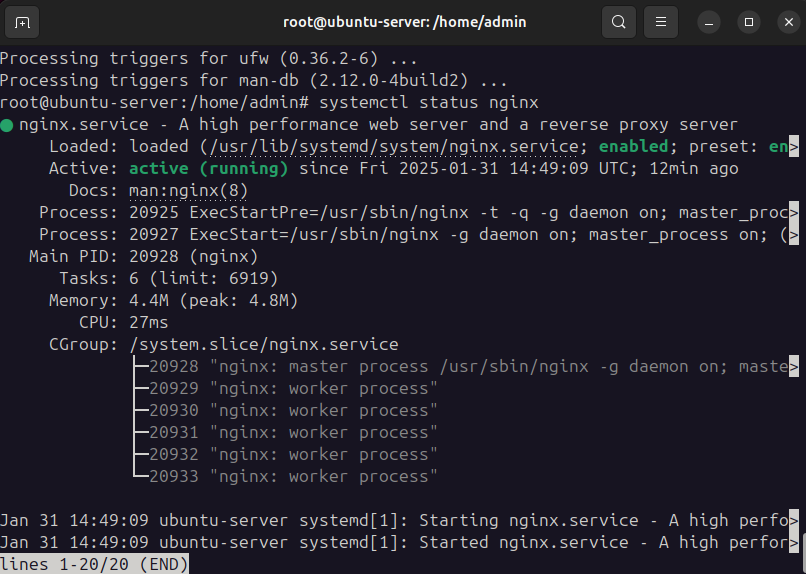 root@ubuntu-server: /home/admin
Processing triggers for ufw (0.36.2-6) ...
Processing triggers for man-db (2.12.0-4build2) ...
root@ubuntu-server:/home/admin# systemctl status nginx
● nginx.service - A high performance web server and a reverse proxy server
Loaded: loaded (/usr/lib/systemd/system/nginx.service; enabled; preset: en>
Active: active (running) since Fri 2025-01-31 14:49:09 UTC; 12min ago
Docs: man:nginx(8)
Process: 20925 ExecStartPre=/usr/sbin/nginx -t -q -g daemon on; master_proc>
Process: 20927 ExecStart=/usr/sbin/nginx -g daemon on; master_process on; (>
Main PID: 20928 (nginx)
Tasks: 6 (limit: 6919)
Memory: 4.4M (peak: 4.8M)
CPU: 27ms
CGroup: /system.slice/nginx.service
├─20928 "nginx: master process /usr/sbin/nginx -g daemon on; maste>
├─20929 "nginx: worker process"
├─20930 "nginx: worker process"
├─20931 "nginx: worker process"
├─20932 "nginx: worker process"
└─20933 "nginx: worker process"
Jan 31 14:49:09 ubuntu-server systemd[1]: Starting nginx.service - A high perfo>
Jan 31 14:49:09 ubuntu-server systemd[1]: Started nginx.service - A high perfor>
lines 1-20/20 (END)